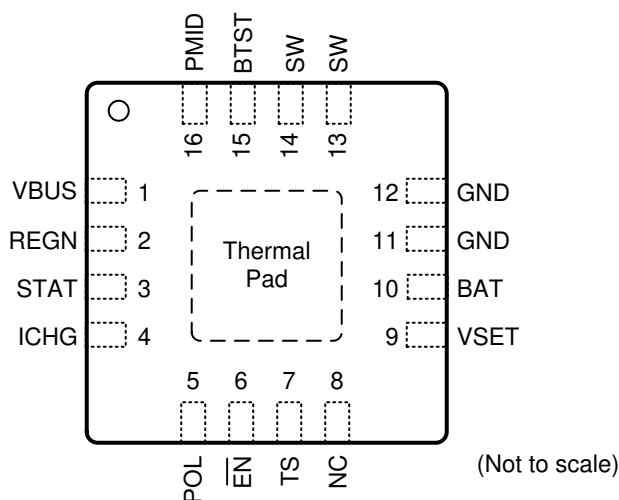 PMID BTST SW SW
16 15 14 13
VBUS 1 12 GND
REGN 2 11 GND
Thermal
Pad
STAT 3 10 BAT
ICHG 4 9 VSET
5 6 7 8
POL E̅N̅ TS NC
(Not to scale)